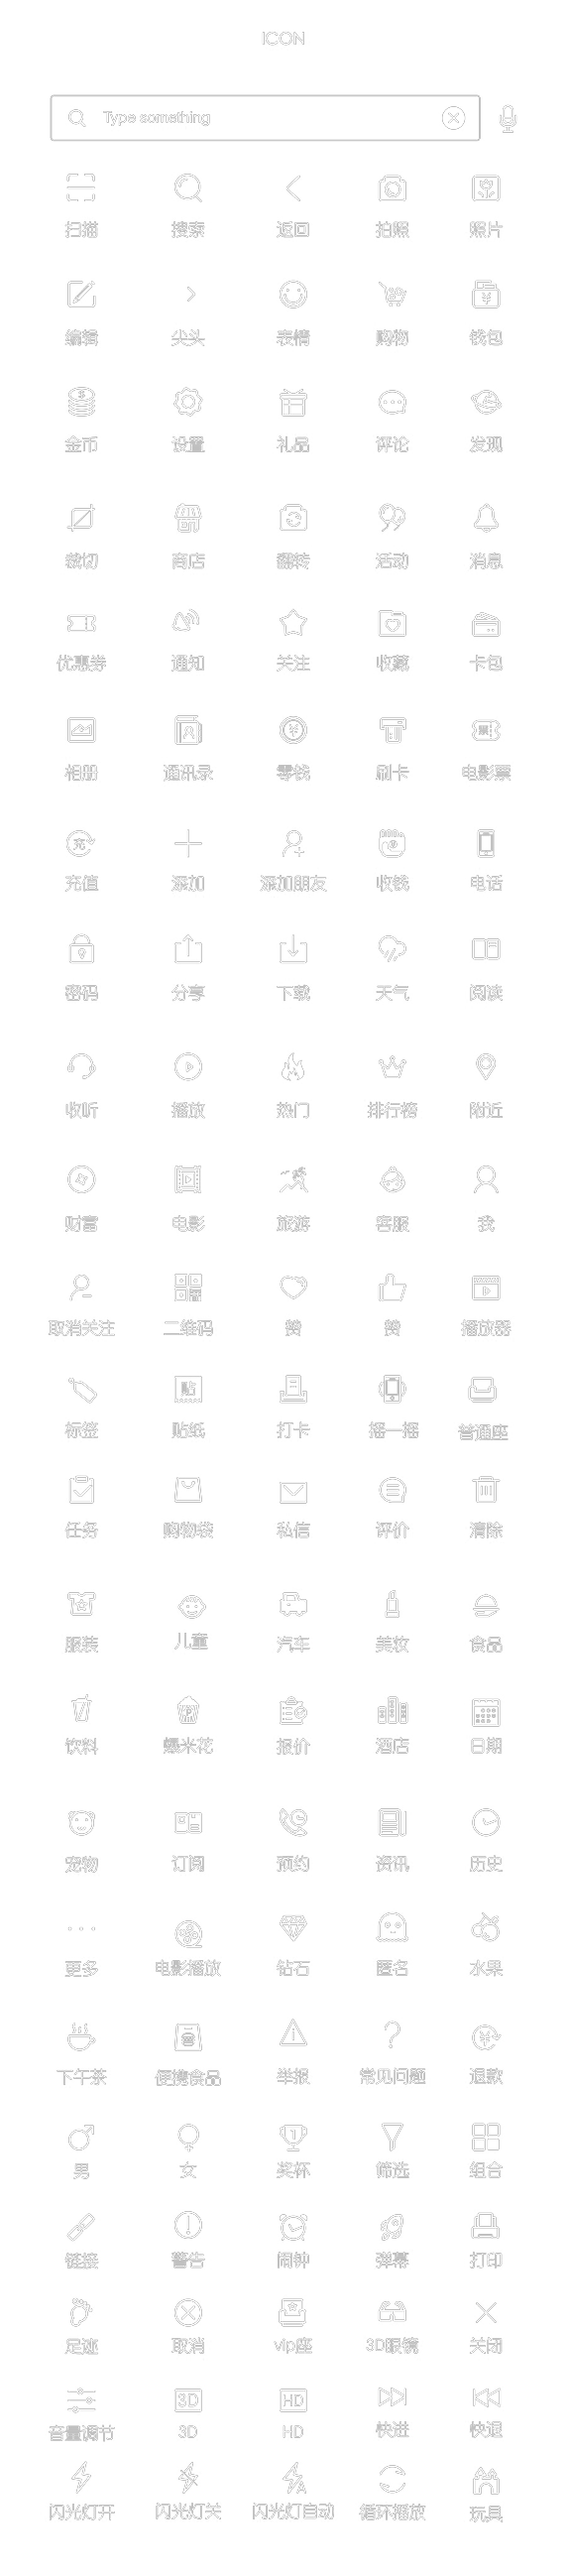 ICON
Type something
扫描 搜索 返回 拍照 照片
编辑 尖头 表情 购物 钱包
金币 设置 礼品 评论 发现
裁切 商店 翻转 活动 消息
优惠券 通知 关注 收藏 卡包
相册 通讯录 零钱 刷卡 电影票
充
充值 添加 添加朋友 收钱 电话
密码 分享 下载 天气 阅读
收听 播放 热门 排行榜 附近
财富 电影 旅游 客服 我
取消关注 二维码 赞 赞 播放器
贴
标签 贴纸 打卡 摇一摇 普通座
任务 购物袋 私信 评价 清除
服装 儿童 汽车 美妆 食品
饮料 爆米花 报价 酒店 日期
宠物 订阅 预约 资讯 历史
更多 电影播放 钻石 匿名 水果
下午茶 便携食品 举报 常见问题 退款
男 女 奖杯 筛选 组合
链接 警告 闹钟 弹幕 打印
足迹 取消 vip座 3D眼镜 关闭
3D HD
音量调节 3D HD 快进 快退
闪光灯开 闪光灯关 闪光灯自动 循环播放 玩具